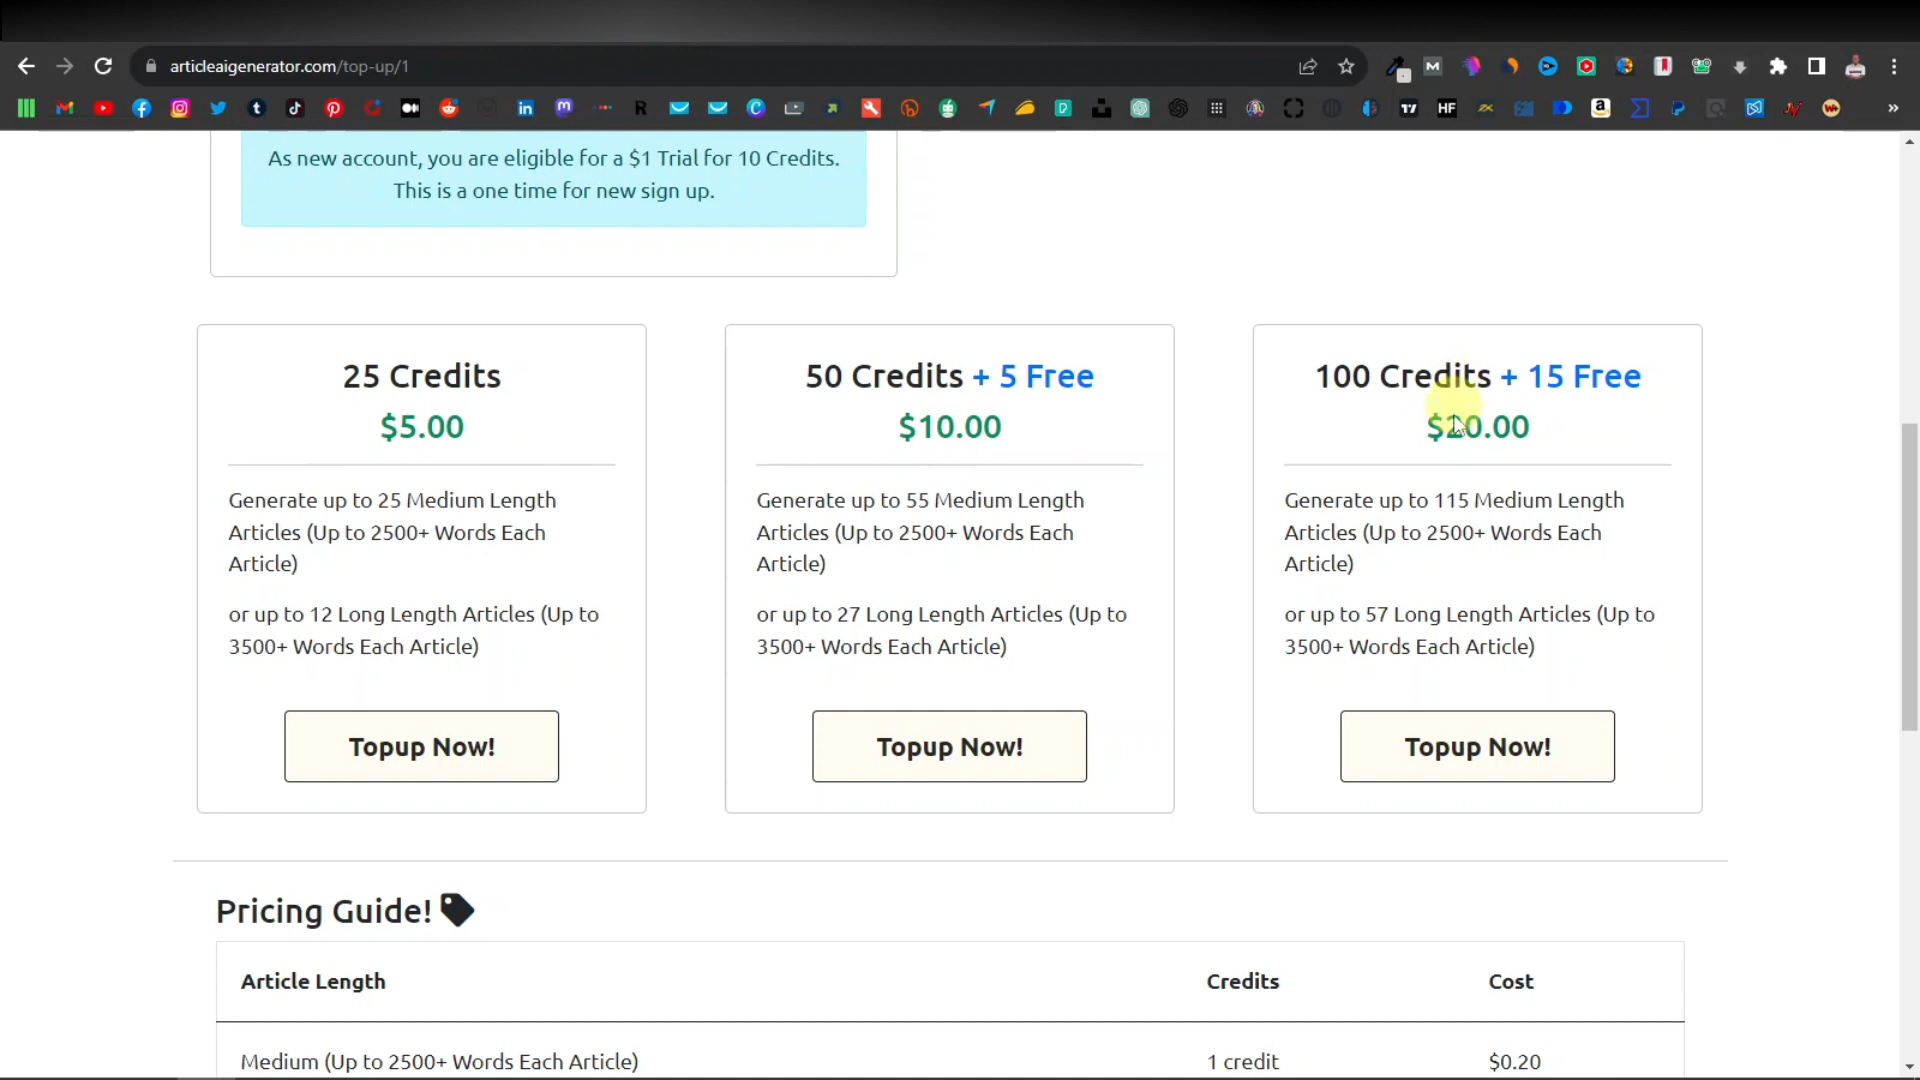 articleaigenerator.com/top-up/1
As new account, you are eligible for a $1 Trial for 10 Credits.
This is a one time for new sign up.
25 Credits
$5.00
Generate up to 25 Medium Length
Articles (Up to 2500+ Words Each
Article)
or up to 12 Long Length Articles (Up to
3500+ Words Each Article)
Topup Now!
50 Credits + 5 Free
$10.00
Generate up to 55 Medium Length
Articles (Up to 2500+ Words Each
Article)
or up to 27 Long Length Articles (Up to
3500+ Words Each Article)
Topup Now!
100 Credits + 15 Free
$20.00
Generate up to 115 Medium Length
Articles (Up to 2500+ Words Each
Article)
or up to 57 Long Length Articles (Up to
3500+ Words Each Article)
Topup Now!
Pricing Guide!
Article Length Credits Cost
Medium (Up to 2500+ Words Each Article) 1 credit $0.20